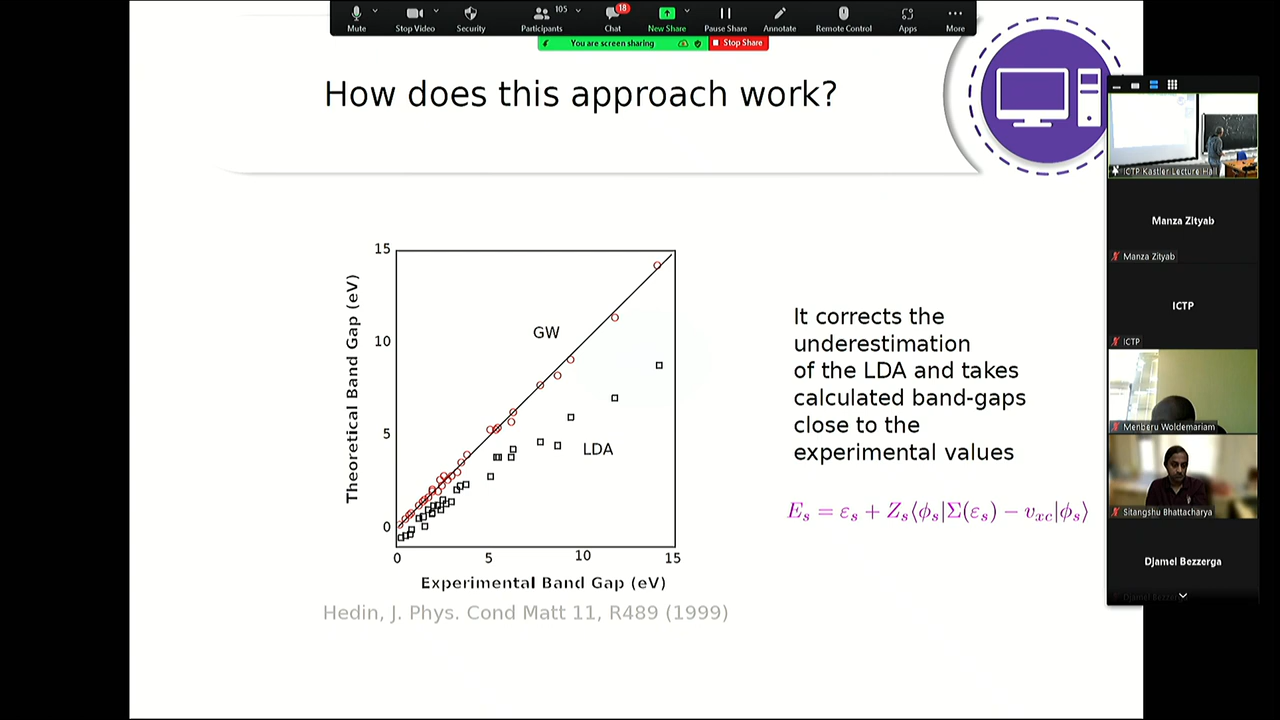 Mute
Stop Video
Security
Participants
105
Chat
18
New Share
Pause Share
Annotate
Remote Control
Apps
More
You are screen sharing
Stop Share
How does this approach work?
15
10
5
0
Theoretical Band Gap (eV)
GW
LDA
0
5
10
15
Experimental Band Gap (eV)
Hedin, J. Phys. Cond Matt 11, R489 (1999)
It corrects the
underestimation
of the LDA and takes
calculated band-gaps
close to the
experimental values
E_s = ε_s + Z_s⟨ϕ_s|Σ(ε_s) − v_xc|ϕ_s⟩
ICTP Kastler Lecture Hall
Manza Zityab
Manza Zityab
ICTP
ICTP
Menberu Woldemariam
Sitangshu Bhattacharya
Djamel Bezzerga
Djamel Bezzerga